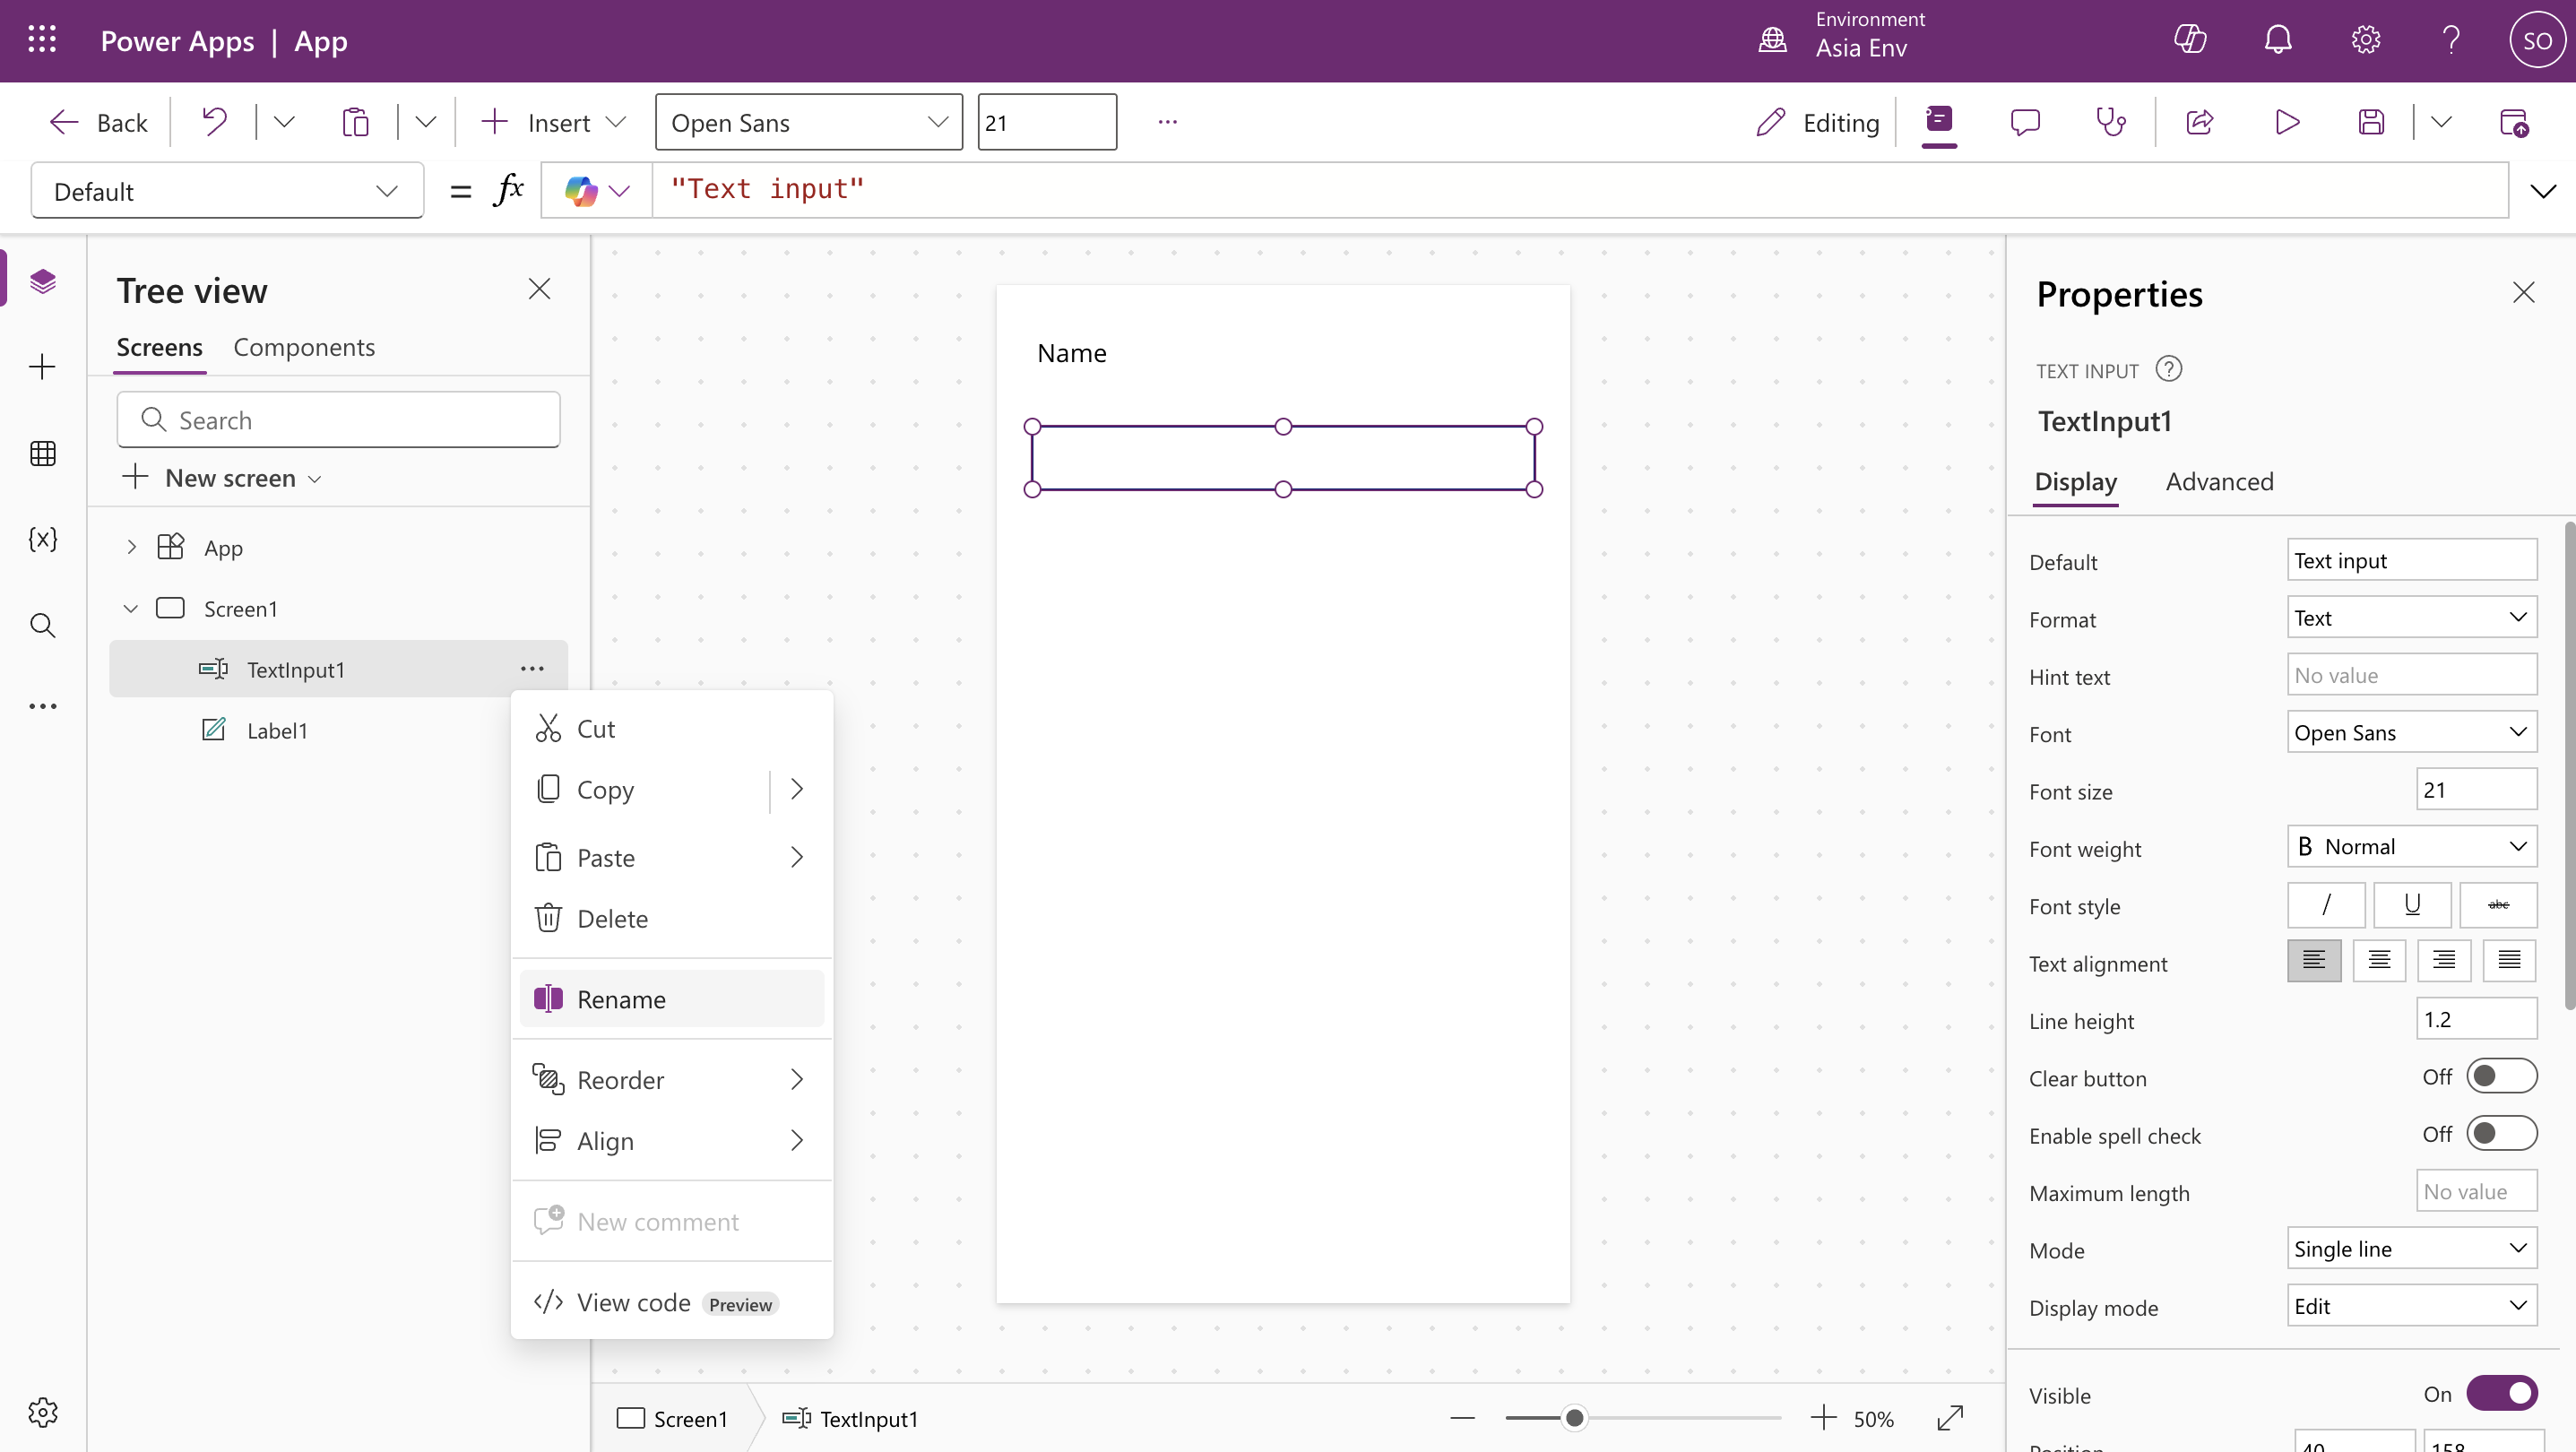 Power Apps | App
Environment
Asia Env
SO
Back
Insert
Open Sans
21
Editing
Default
= fx
"Text input"
Tree view
Screens
Components
Search
New screen
App
Screen1
TextInput1
Label1
Cut
Copy
Paste
Delete
Rename
Reorder
Align
New comment
View code Preview
Name
Screen1
TextInput1
50%
Properties
TEXT INPUT
TextInput1
Display
Advanced
Default
Text input
Format
Text
Hint text
No value
Font
Open Sans
Font size
21
Font weight
B Normal
Font style
/ U abc
Text alignment
Line height
1.2
Clear button
Off
Enable spell check
Off
Maximum length
No value
Mode
Single line
Display mode
Edit
Visible
On
Position
40
158